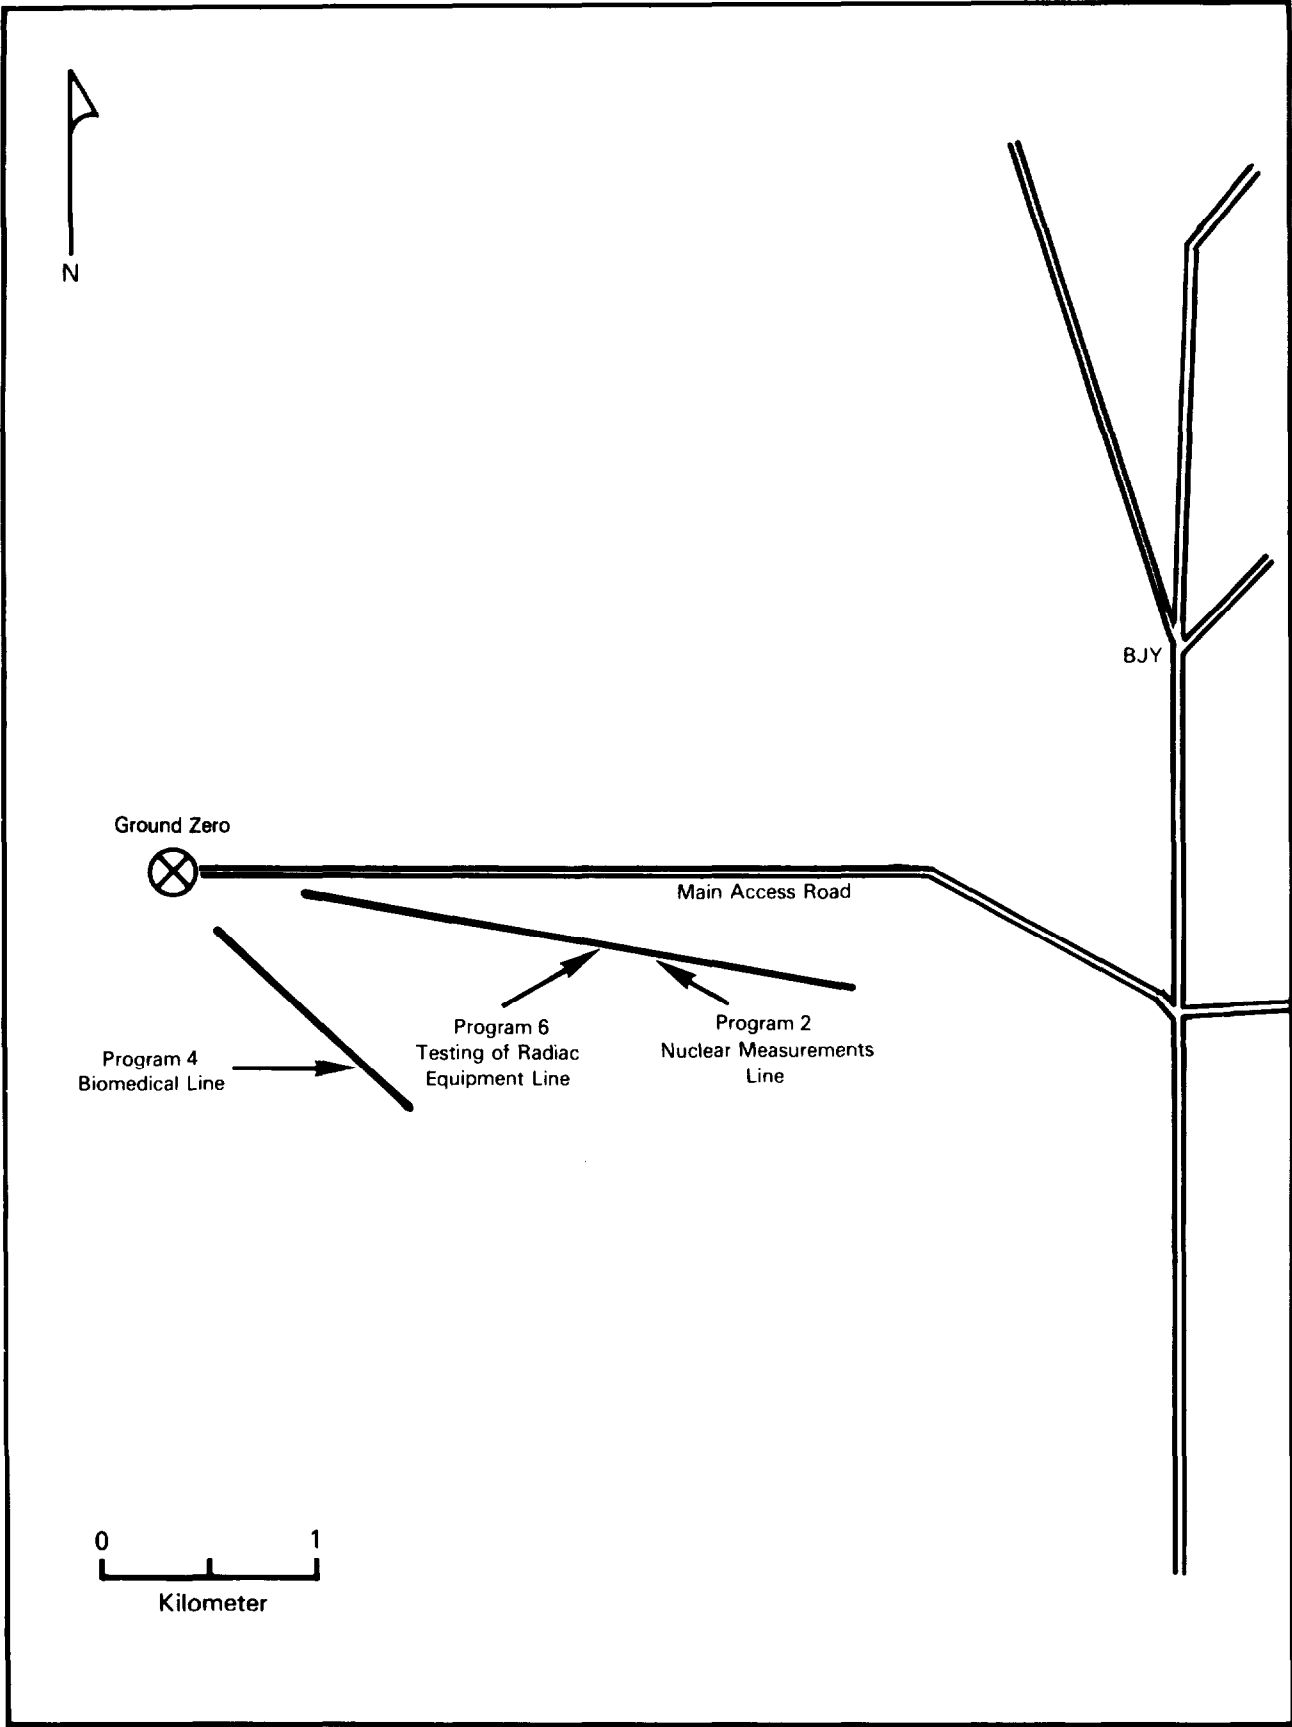 N
BJY
Ground Zero
Main Access Road
Program 6
Testing of Radiac
Equipment Line
Program 2
Nuclear Measurements
Line
Program 4
Biomedical Line
0 1
Kilometer